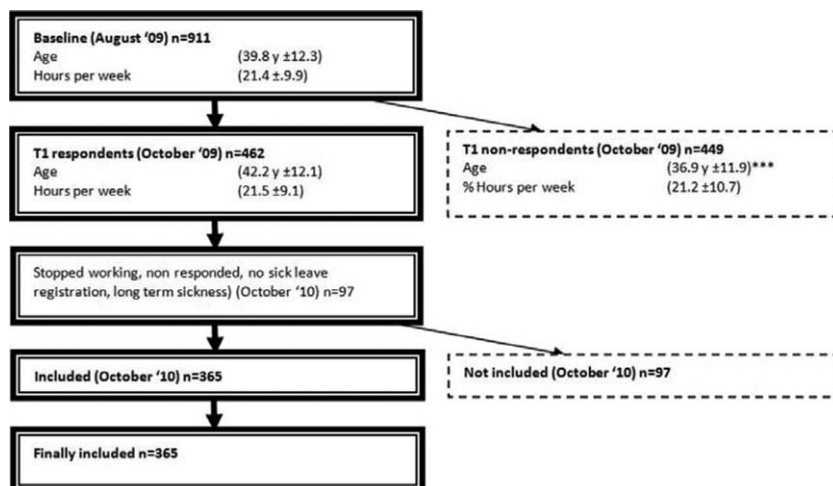 Baseline (August ‘09) n=911
Age (39.8 y ±12.3)
Hours per week (21.4 ±.9.9)
T1 respondents (October ‘09) n=462
Age (42.2 y ±12.1)
Hours per week (21.5 ±9.1)
T1 non-respondents (October ‘09) n=449
Age (36.9 y ±11.9)***
% Hours per week (21.2 ±10.7)
Stopped working, non responded, no sick leave
registration, long term sickness) (October ‘10) n=97
Included (October ‘10) n=365
Not included (October ‘10) n=97
Finally included n=365